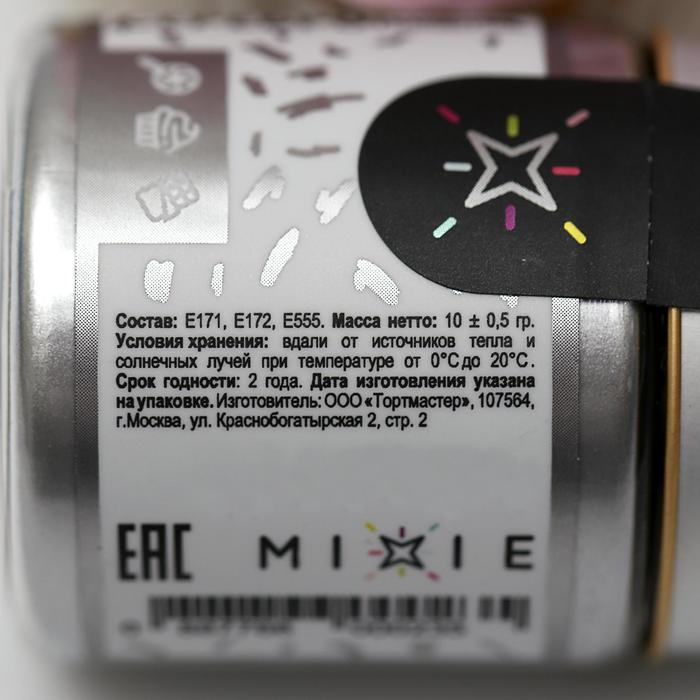 Состав: E171, E172, E555. Масса нетто: 10 ± 0,5 гр.
Условия хранения: вдали от источников тепла и
солнечных лучей при температуре от 0°C до 20°C.
Срок годности: 2 года. Дата изготовления указана
на упаковке. Изготовитель: ООО «Тортмастер», 107564,
г.Москва, ул. Краснобогатырская 2, стр. 2
EAC MIXIE